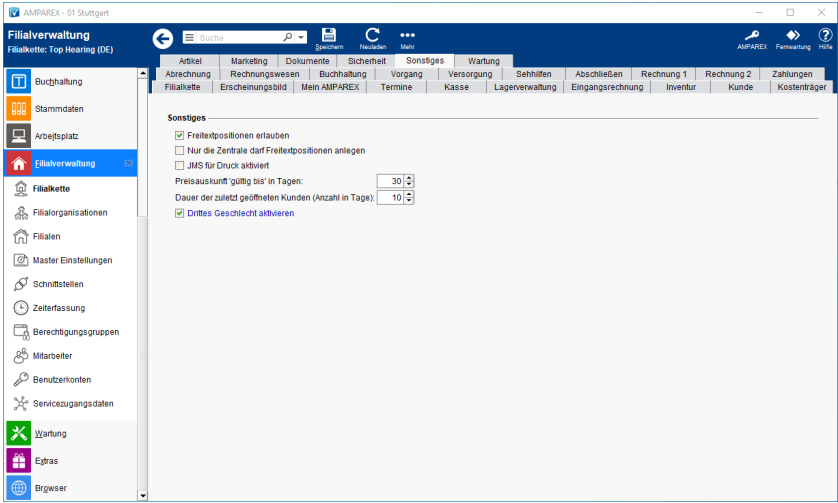 AMPAREX - 01 Stuttgart
Filialverwaltung
Filialkette: Top Hearing (DE)
Suche
Speichern
Neuladen
Mehr
AMPAREX
Fernwartung
Hilfe
Artikel Marketing Dokumente Sicherheit Sonstiges Wartung
Abrechnung Rechnungswesen Buchhaltung Vorgang Versorgung Sehhilfen Abschließen Rechnung 1 Rechnung 2 Zahlungen
Filialkette Erscheinungsbild Mein AMPAREX Termine Kasse Lagerverwaltung Eingangsrechnung Inventur Kunde Kostenträger
Buchhaltung
Stammdaten
Arbeitsplatz
Filialverwaltung
Filialkette
Filialorganisationen
Filialen
Master Einstellungen
Schnittstellen
Zeiterfassung
Berechtigungsgruppen
Mitarbeiter
Benutzerkonten
Servicezugangsdaten
Wartung
Extras
Browser
Sonstiges
Freitextpositionen erlauben
Nur die Zentrale darf Freitextpositionen anlegen
JMS für Druck aktiviert
Preisauskunft 'gültig bis' in Tagen: 30
Dauer der zuletzt geöffneten Kunden (Anzahl in Tage): 10
Drittes Geschlecht aktivieren